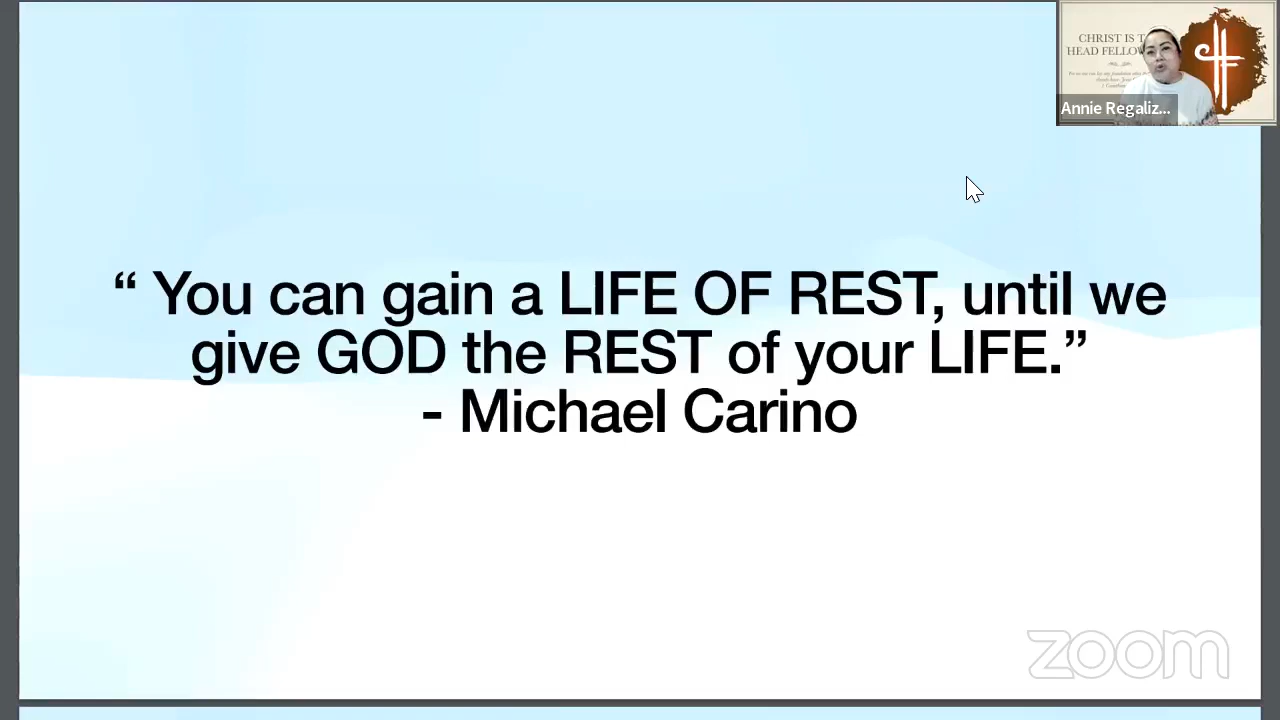 CHRIST IS T
HEAD FELLOW
Annie Regaliz...
“ You can gain a LIFE OF REST, until we
give GOD the REST of your LIFE.”
- Michael Carino
zoom